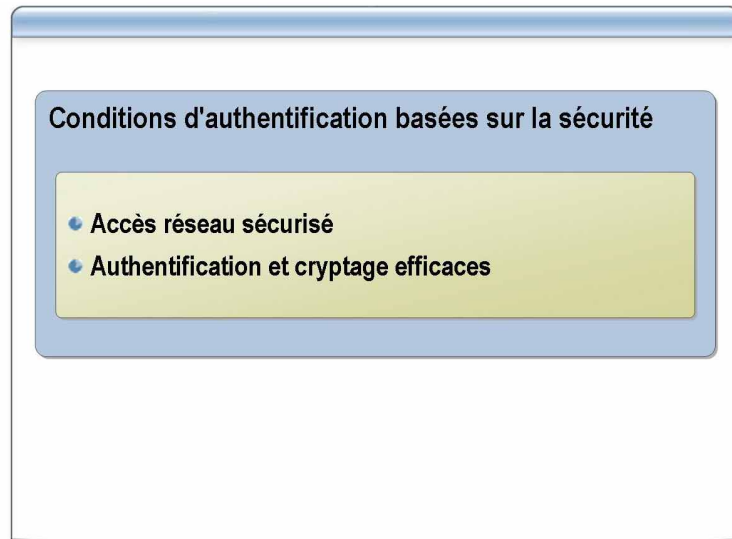 Conditions d'authentification basées sur la sécurité
Accès réseau sécurisé
Authentification et cryptage efficaces